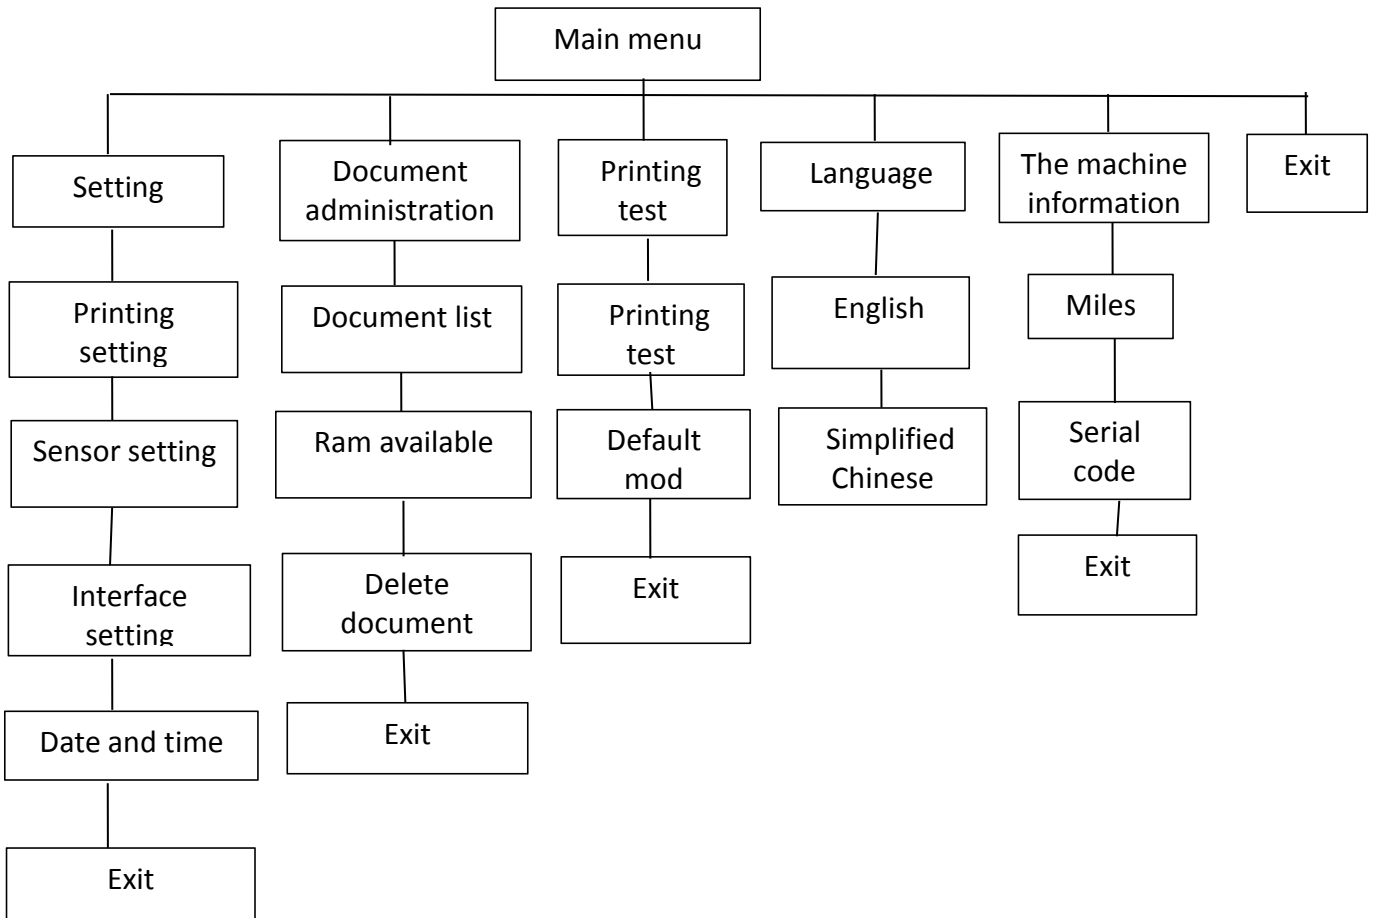 Main menu
Setting
Printing
setting
Sensor setting
Interface
setting
Date and time
Exit
Document
administration
Document list
Ram available
Delete
document
Exit
Printing
test
Printing
test
Default
mod
Exit
Language
English
Simplified
Chinese
The machine
information
Miles
Serial
code
Exit
Exit